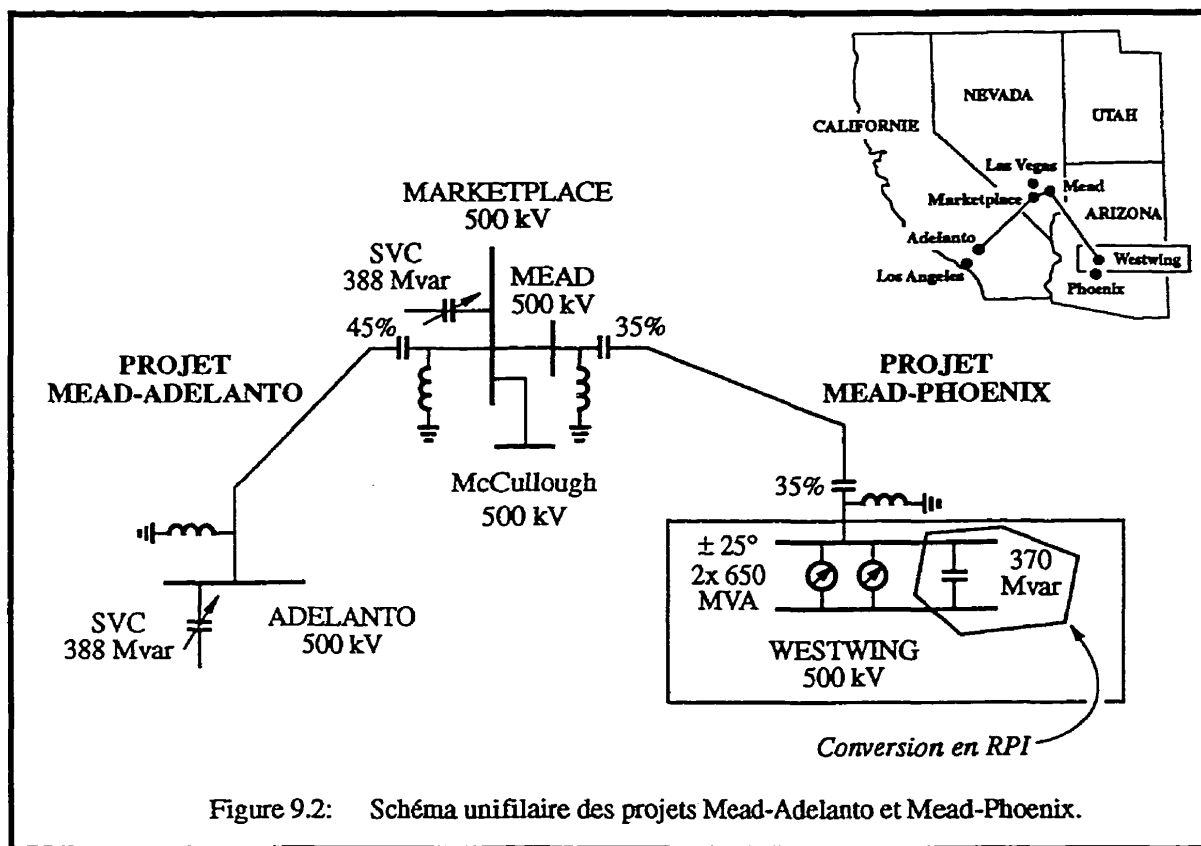 NEVADA
UTAH
CALIFORNIE
Las Vegas
Mead
Marketplace
ARIZONA
Adelanto
Westwing
Los Angeles
Phoenix
MARKETPLACE
500 kV
SVC
388 Mvar
MEAD
500 kV
45%
35%
PROJET
MEAD-ADELANTO
PROJET
MEAD-PHOENIX
McCullough
500 kV
35%
± 25°
2x 650
MVA
370
Mvar
SVC
388 Mvar
ADELANTO
500 kV
WESTWING
500 kV
Conversion en RPI
Figure 9.2: Schéma unifilaire des projets Mead-Adelanto et Mead-Phoenix.